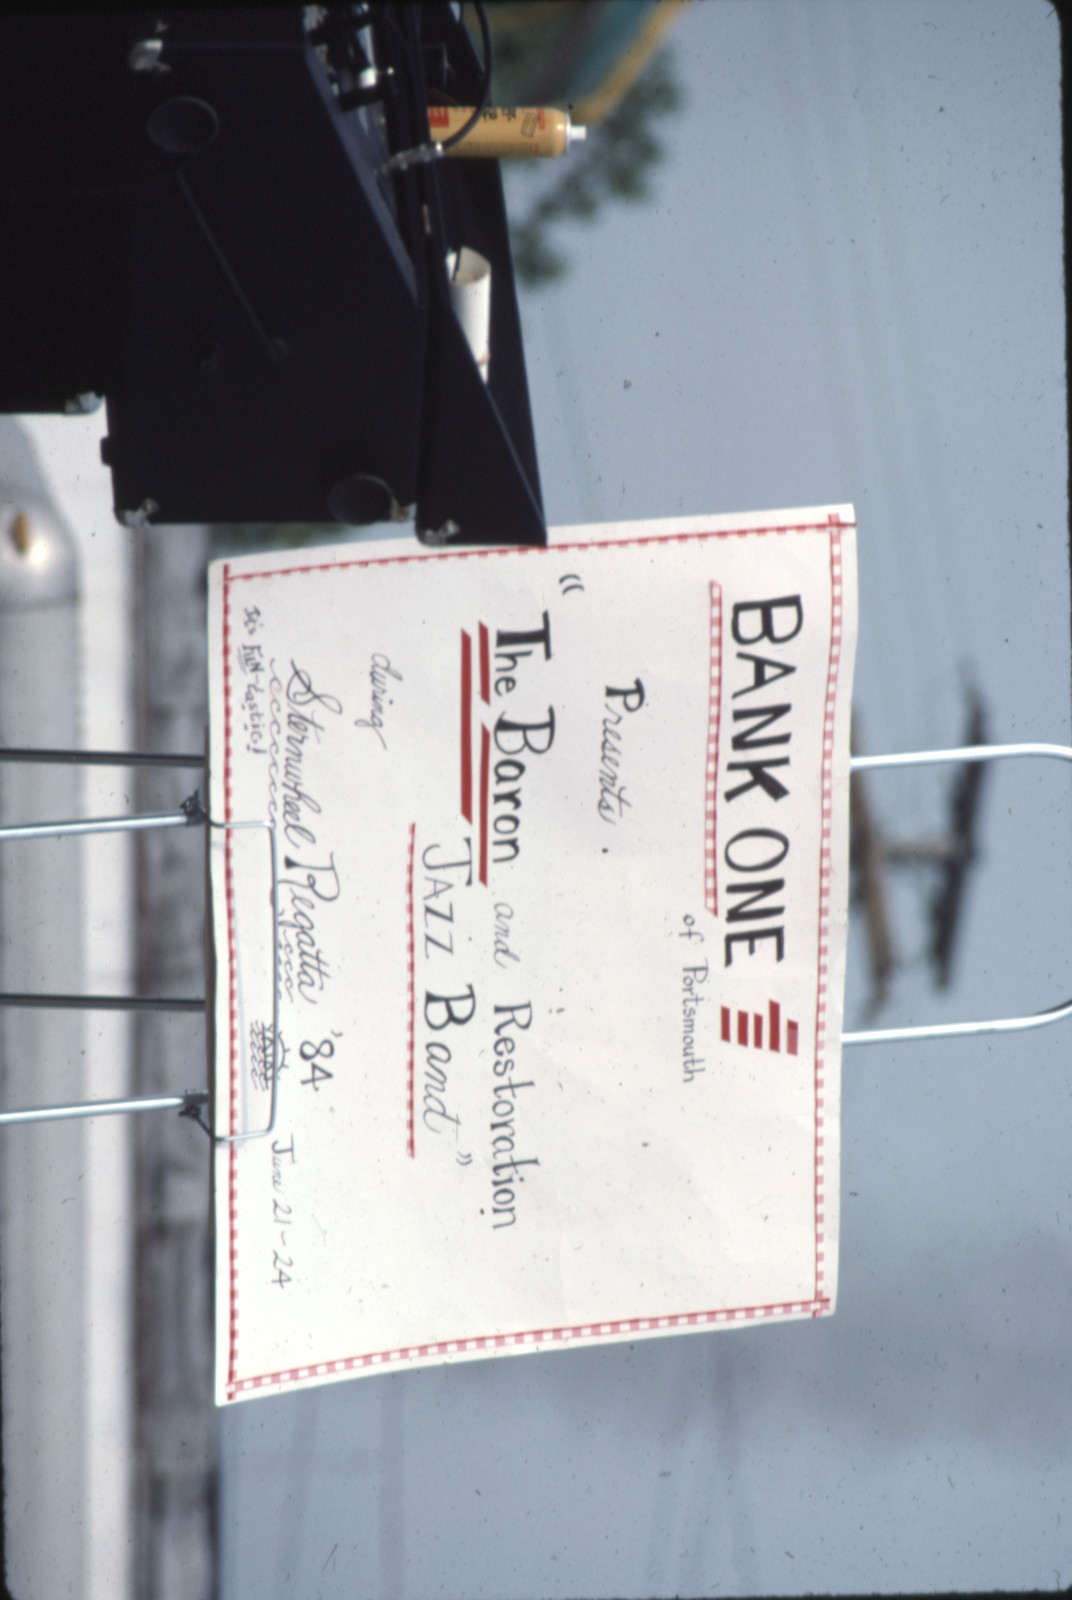 BANK ONE
of Portsmouth
Presents
"The Baron and Restoration
JAZZ Band"
during
Sternwheel Regatta '84
June 21-24
It's FUN-tastic!